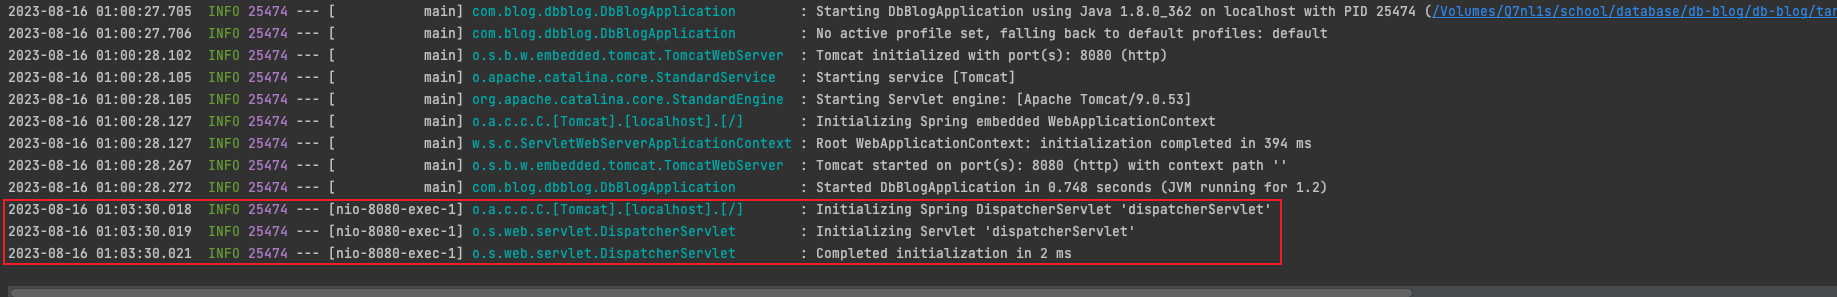 2023-08-16 01:00:27.705  INFO 25474 --- [           main] com.blog.dbblog.DbBlogApplication        : Starting DbBlogApplication using Java 1.8.0_362 on localhost with PID 25474 (/Volumes/Q7nl1s/school/database/db-blog/db-blog/tar
2023-08-16 01:00:27.706  INFO 25474 --- [           main] com.blog.dbblog.DbBlogApplication        : No active profile set, falling back to default profiles: default
2023-08-16 01:00:28.102  INFO 25474 --- [           main] o.s.b.w.embedded.tomcat.TomcatWebServer  : Tomcat initialized with port(s): 8080 (http)
2023-08-16 01:00:28.105  INFO 25474 --- [           main] o.apache.catalina.core.StandardService   : Starting service [Tomcat]
2023-08-16 01:00:28.105  INFO 25474 --- [           main] org.apache.catalina.core.StandardEngine  : Starting Servlet engine: [Apache Tomcat/9.0.53]
2023-08-16 01:00:28.127  INFO 25474 --- [           main] o.a.c.c.C.[Tomcat].[localhost].[/]       : Initializing Spring embedded WebApplicationContext
2023-08-16 01:00:28.127  INFO 25474 --- [           main] w.s.c.ServletWebServerApplicationContext : Root WebApplicationContext: initialization completed in 394 ms
2023-08-16 01:00:28.267  INFO 25474 --- [           main] o.s.b.w.embedded.tomcat.TomcatWebServer  : Tomcat started on port(s): 8080 (http) with context path ''
2023-08-16 01:00:28.272  INFO 25474 --- [           main] com.blog.dbblog.DbBlogApplication        : Started DbBlogApplication in 0.748 seconds (JVM running for 1.2)
2023-08-16 01:03:30.018  INFO 25474 --- [nio-8080-exec-1] o.a.c.c.C.[Tomcat].[localhost].[/]       : Initializing Spring DispatcherServlet 'dispatcherServlet'
2023-08-16 01:03:30.019  INFO 25474 --- [nio-8080-exec-1] o.s.web.servlet.DispatcherServlet        : Initializing Servlet 'dispatcherServlet'
2023-08-16 01:03:30.021  INFO 25474 --- [nio-8080-exec-1] o.s.web.servlet.DispatcherServlet        : Completed initialization in 2 ms